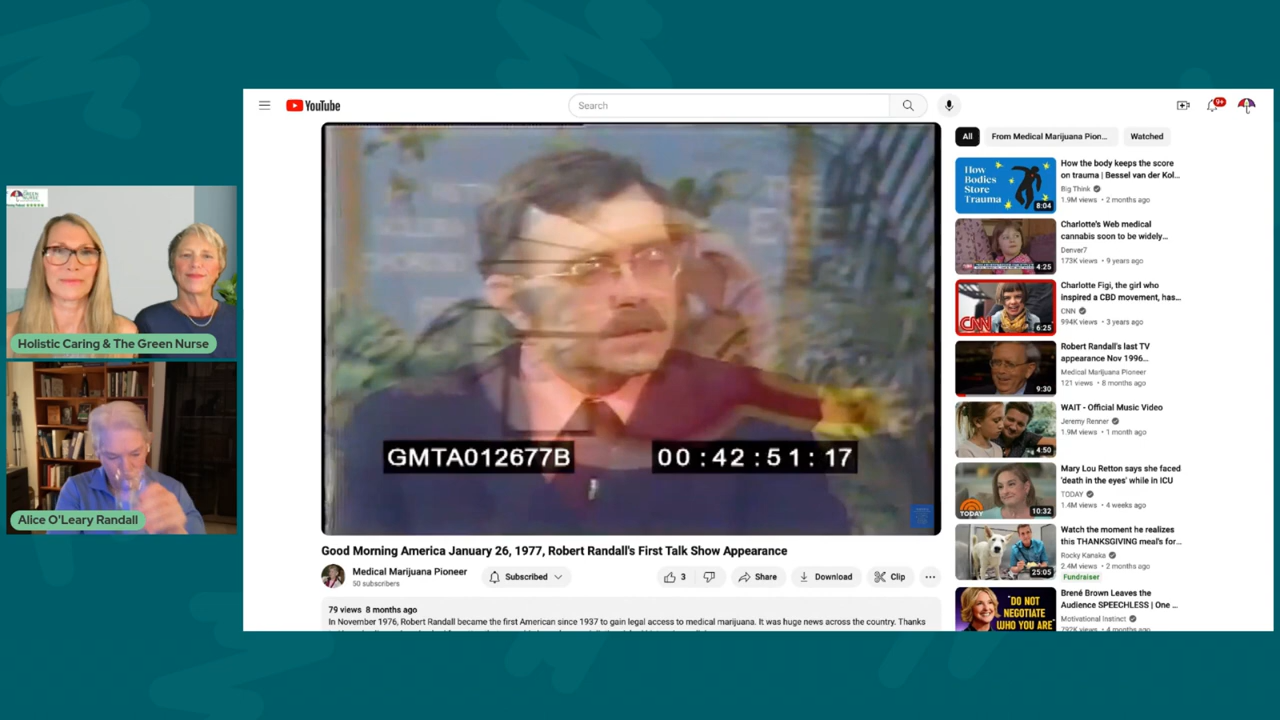 GREEN
NURSE
Holistic Caring & The Green Nurse
Alice O'Leary Randall
YouTube
Search
9+
GMTA012677B
00:42:51:17
Good Morning America January 26, 1977, Robert Randall's First Talk Show Appearance
Medical Marijuana Pioneer
50 subscribers
Subscribed
3
Share
Download
Clip
79 views 8 months ago
In November 1976, Robert Randall became the first American since 1937 to gain legal access to medical marijuana. It was huge news across the country. Thanks
All
From Medical Marijuana Pion...
Watched
How
Bodies
Store
Trauma
8:04
How the body keeps the score
on trauma | Bessel van der Kol...
Big Think
1.9M views • 2 months ago
4:25
Charlotte's Web medical
cannabis soon to be widely...
Denver7
173K views • 9 years ago
CNN
6:25
Charlotte Figi, the girl who
inspired a CBD movement, has...
CNN
994K views • 3 years ago
9:30
Robert Randall's last TV
appearance Nov 1996...
Medical Marijuana Pioneer
121 views • 8 months ago
4:50
WAIT - Official Music Video
Jeremy Renner
1.9M views • 1 month ago
TODAY
10:32
Mary Lou Retton says she faced
'death in the eyes' while in ICU
TODAY
1.4M views • 4 weeks ago
25:05
Watch the moment he realizes
this THANKSGIVING meal's for...
Rocky Kanaka
2.4M views • 2 months ago
Fundraiser
"DO NOT
NEGOTIATE
WHO YOU ARE
Brené Brown Leaves the
Audience SPEECHLESS | One ...
Motivational Instinct
792K views • 4 months ago